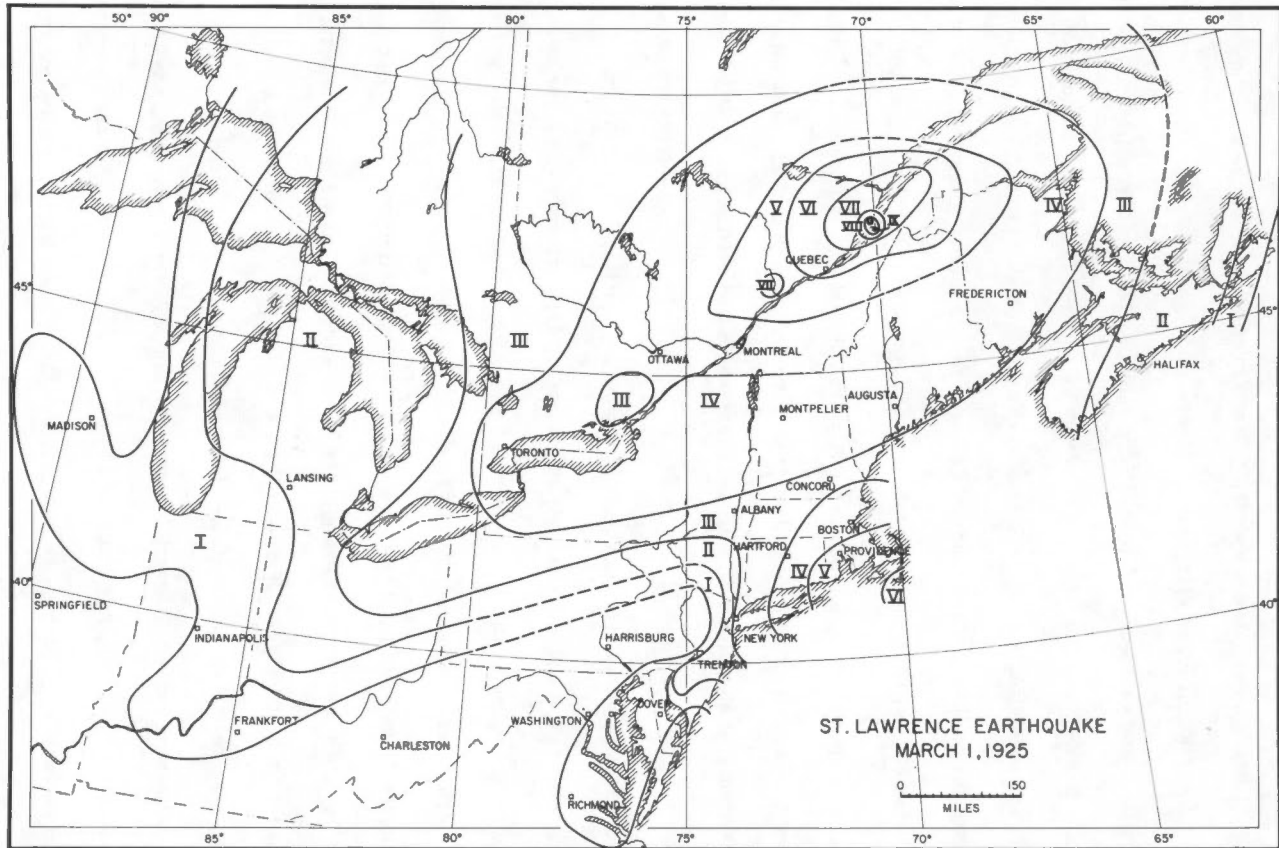 50° 90° 85° 80° 75° 70° 65° 60°
V VI VII IX IV III
VIII
QUEBEC
VII
45° FREDERICTON 45°
II III II I
OTTAWA MONTREAL HALIFAX
III IV AUGUSTA
MADISON MONTPELIER
TORONTO
LANSING CONCORD
ALBANY
III BOSTON
I II HARTFORD PROVIDENCE
40° I IV V VI 40°
SPRINGFIELD
INDIANAPOLIS HARRISBURG NEW YORK
TRENTON
DOVER
FRANKFORT WASHINGTON
CHARLESTON
ST. LAWRENCE EARTHQUAKE
MARCH 1, 1925
0 150
MILES
RICHMOND
85° 80° 75° 70° 65°